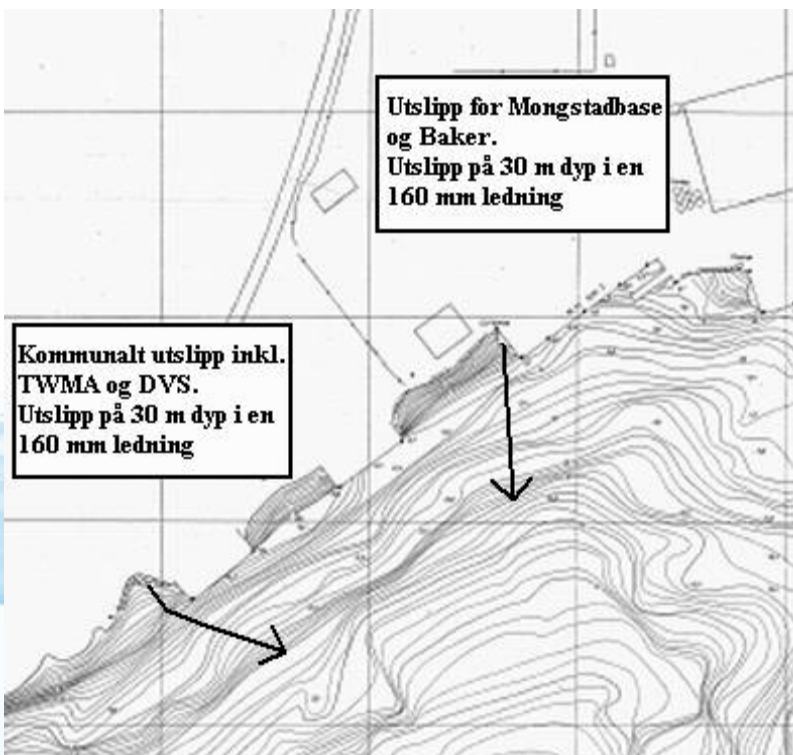 Utslipp for Mongstadbase
og Baker.
Utslipp på 30 m dyp i en
160 mm ledning
Kommunalt utslipp inkl.
TWMA og DVS.
Utslipp på 30 m dyp i en
160 mm ledning